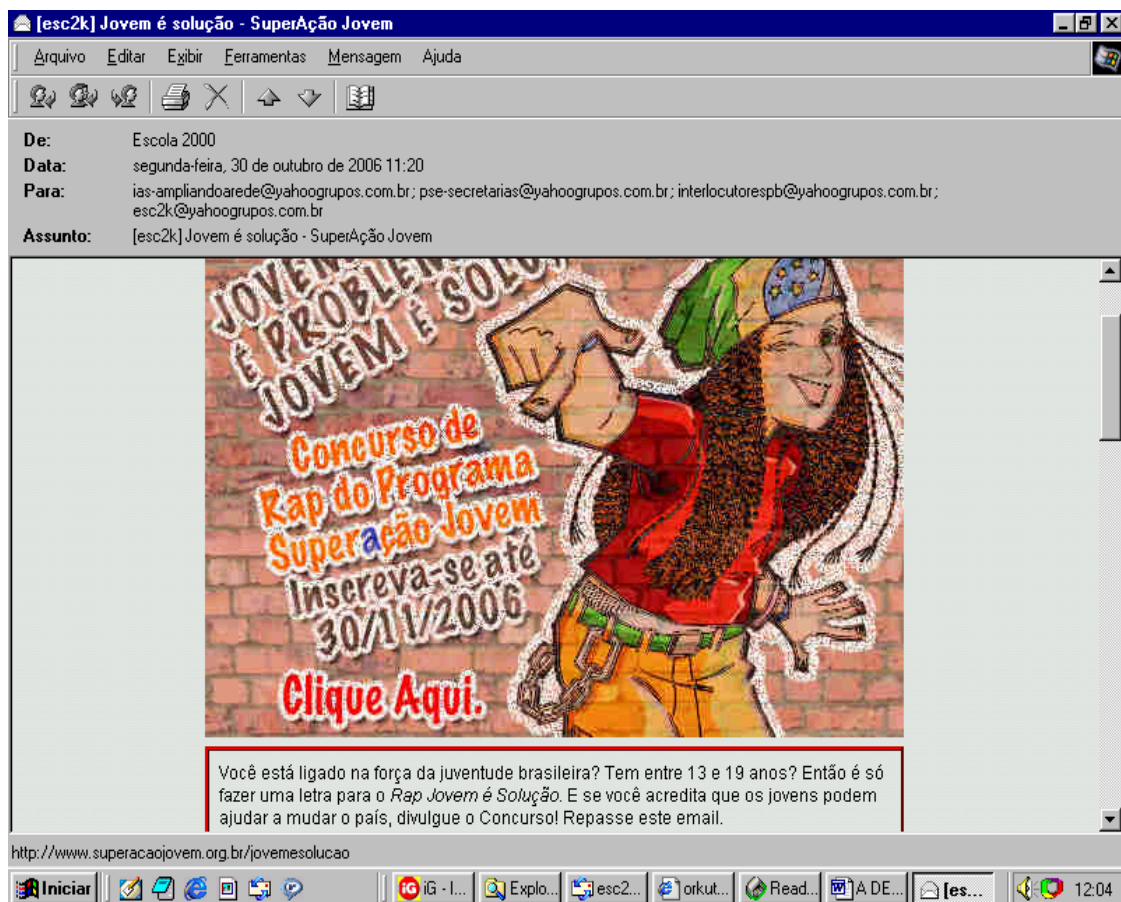 [esc2k] Jovem é solução - SuperAção Jovem
Arquivo Editar Exibir Ferramentas Mensagem Ajuda
De: Escola 2000
Data: segunda-feira, 30 de outubro de 2006 11:20
Para: ias-ampliandoarede@yahoogrupos.com.br; pse-secretarias@yahoogrupos.com.br; interlocutorespb@yahoogrupos.com.br;
esc2k@yahoogrupos.com.br
Assunto: [esc2k] Jovem é solução - SuperAção Jovem
JOVEM
É PROBLEM
JOVEM É SOLU
Concurso de
Rap do Programa
Superação Jovem
Inscreva-se até
30/11/2006
Clique Aqui.
Você está ligado na força da juventude brasileira? Tem entre 13 e 19 anos? Então é só
fazer uma letra para o Rap Jovem é Solução. E se você acredita que os jovens podem
ajudar a mudar o país, divulgue o Concurso! Repasse este email.
http://www.superacaojovem.org.br/jovemesolucao
Iniciar iG - I... Explo... esc2... orkut... Read... A DE... [es... 12:04